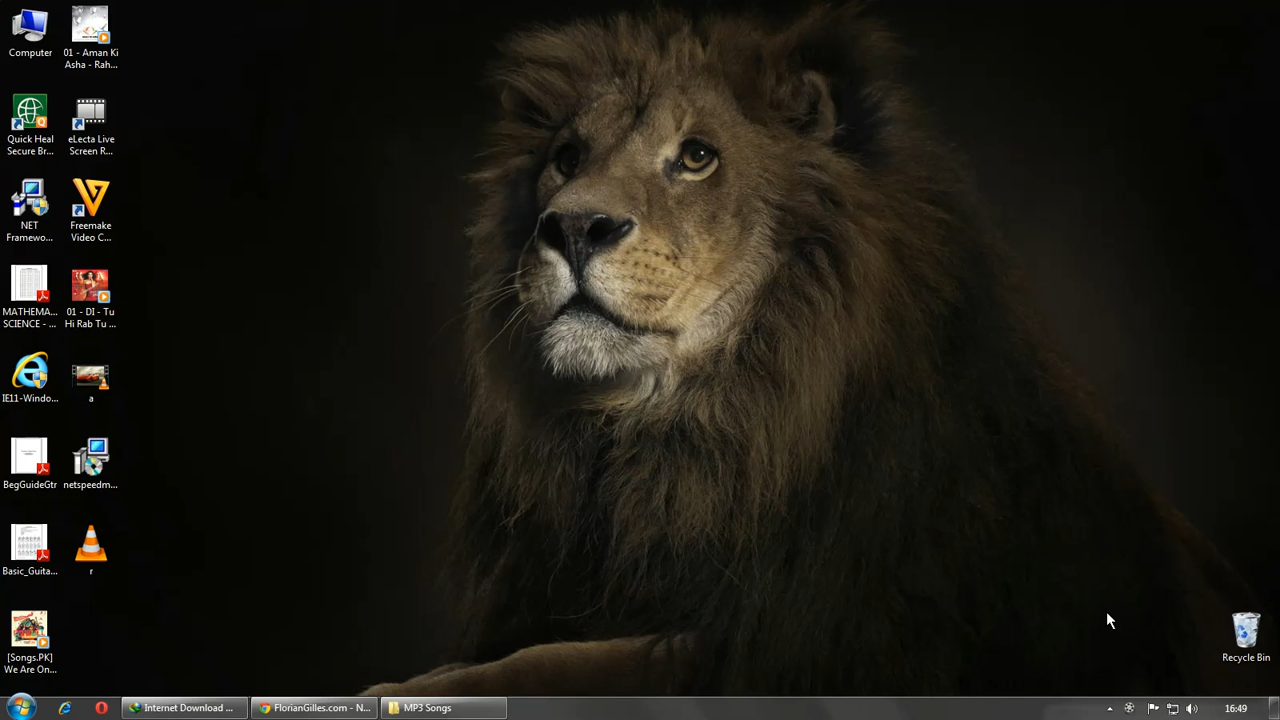 Computer
01 - Aman Ki
Asha - Rah...
Quick Heal
Secure Br...
eLecta Live
Screen R...
NET
Framewo...
Freemake
Video C...
MATHEMA...
SCIENCE - ...
01 - DJ - Tu
Hi Rab Tu ...
IE11-Windo...
a
BegGuideGtr
netspeedm...
Basic_Guita...
r
[Songs.PK]
We Are On...
Recycle Bin
Internet Download ...
FlorianGilles.com - N...
MP3 Songs
16:49